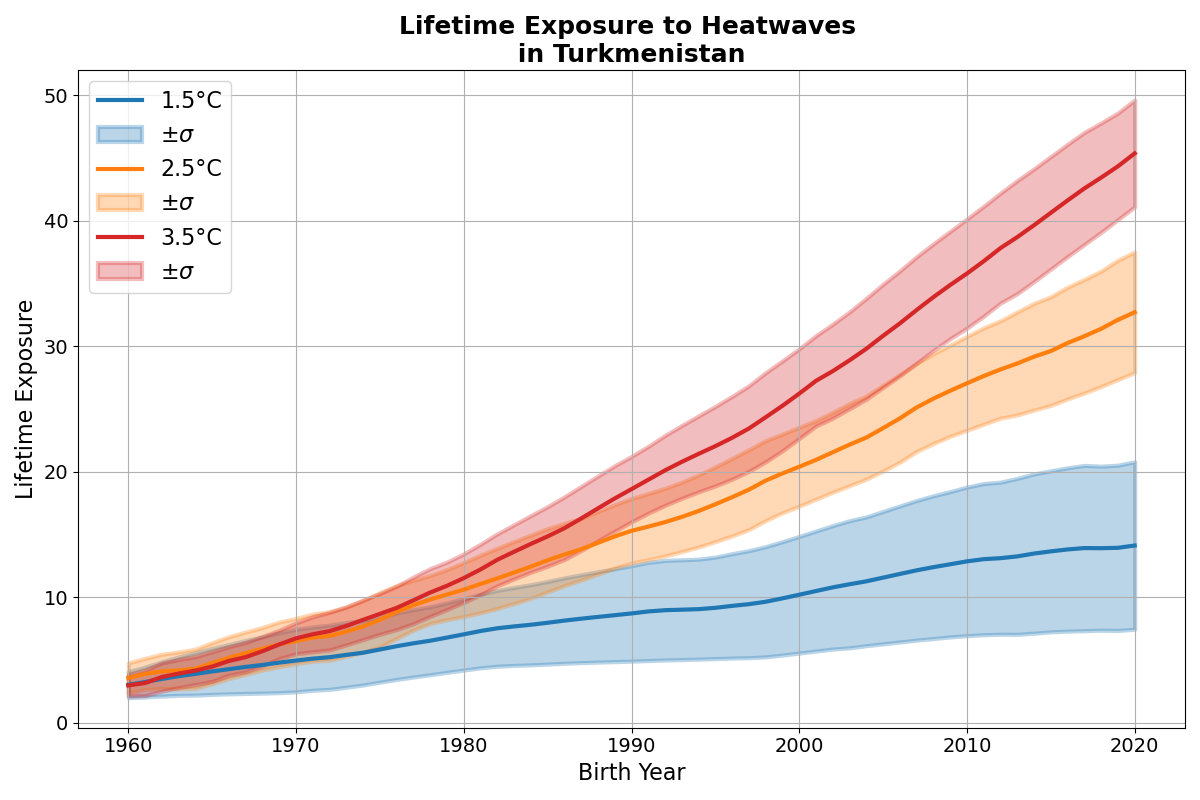 Lifetime Exposure to Heatwaves
in Turkmenistan
1.5°C
±σ
2.5°C
±σ
3.5°C
±σ
Lifetime Exposure
50
40
30
20
10
0
1960 1970 1980 1990 2000 2010 2020
Birth Year